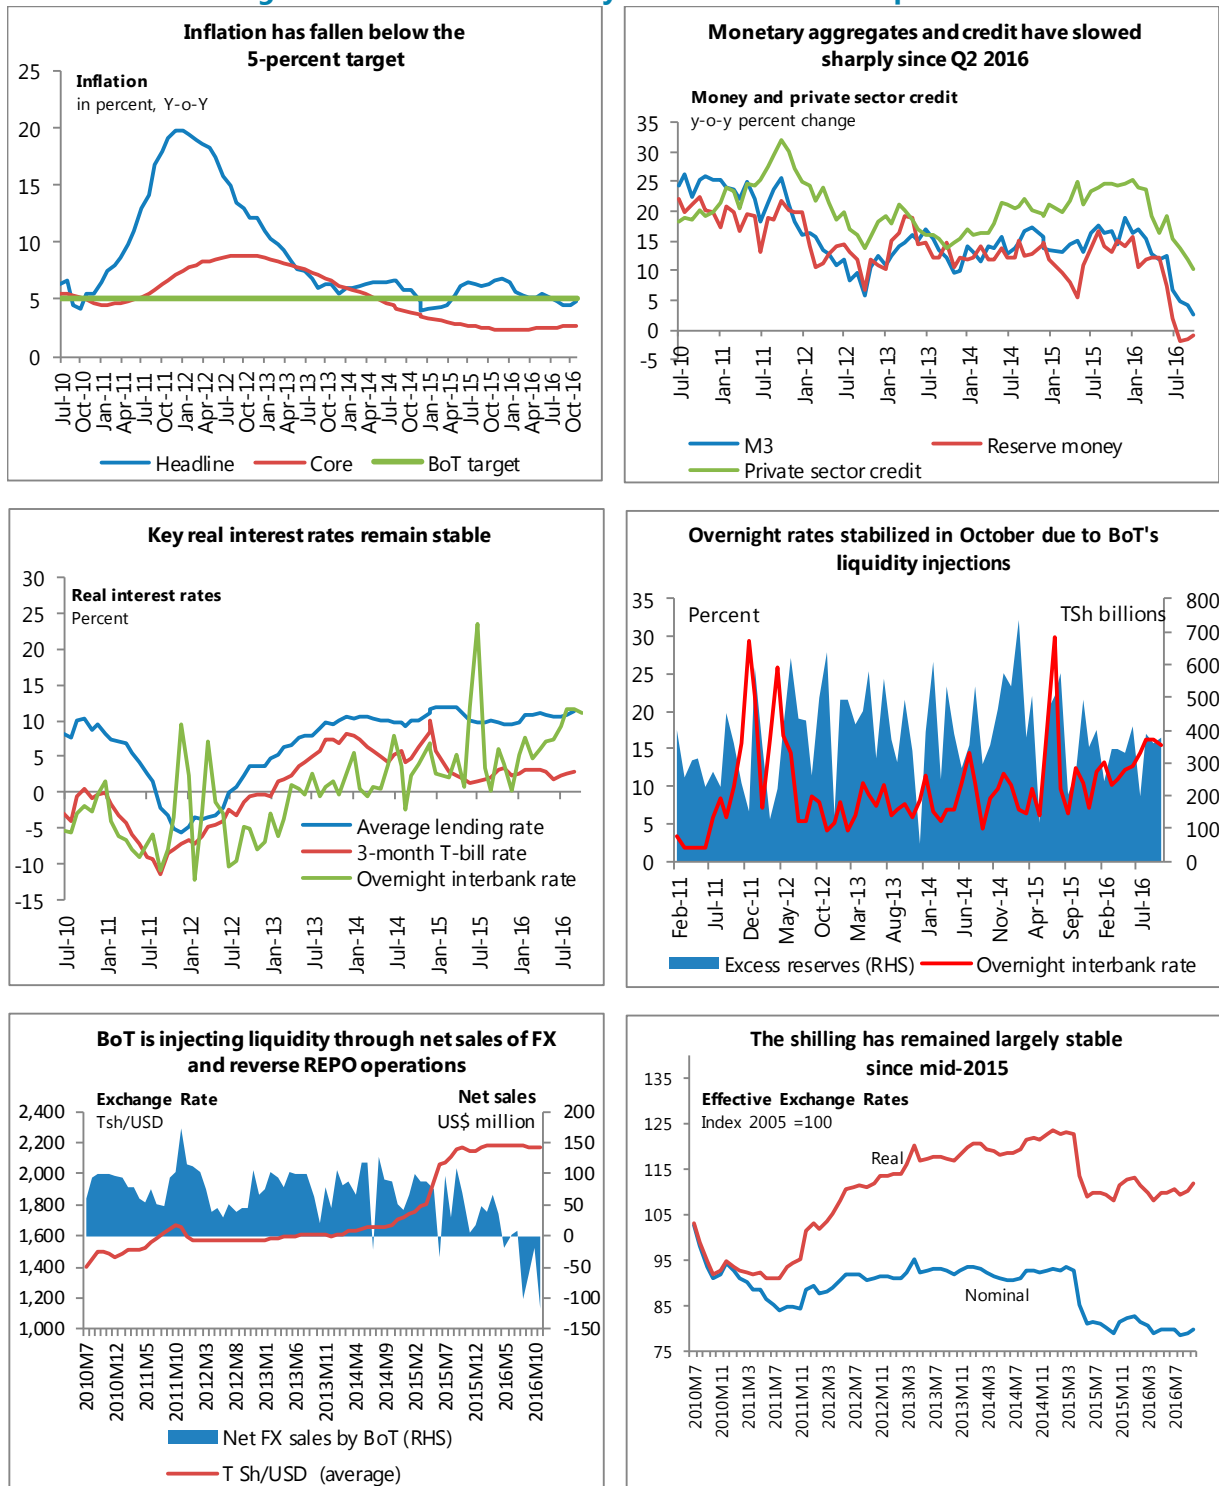 Inflation has fallen below the
5-percent target
Inflation
in percent, Y-o-Y
25
20
15
10
5
0
Jul-10
Oct-10
Jan-11
Apr-11
Jul-11
Oct-11
Jan-12
Apr-12
Jul-12
Oct-12
Jan-13
Apr-13
Jul-13
Oct-13
Jan-14
Apr-14
Jul-14
Oct-14
Jan-15
Apr-15
Jul-15
Oct-15
Jan-16
Apr-16
Jul-16
Oct-16
Headline Core BoT target
Monetary aggregates and credit have slowed
sharply since Q2 2016
Money and private sector credit
y-o-y percent change
35
30
25
20
15
10
5
0
-5
Jul-10
Jan-11
Jul-11
Jan-12
Jul-12
Jan-13
Jul-13
Jan-14
Jul-14
Jan-15
Jul-15
Jan-16
Jul-16
M3 Reserve money
Private sector credit
Key real interest rates remain stable
Real interest rates
Percent
30
25
20
15
10
5
0
-5
-10
-15
Average lending rate
3-month T-bill rate
Overnight interbank rate
Jul-10
Jan-11
Jul-11
Jan-12
Jul-12
Jan-13
Jul-13
Jan-14
Jul-14
Jan-15
Jul-15
Jan-16
Jul-16
Overnight rates stabilized in October due to BoT's
liquidity injections
Percent TSh billions
35
30
25
20
15
10
5
0
800
700
600
500
400
300
200
100
0
Feb-11
Jul-11
Dec-11
May-12
Oct-12
Mar-13
Aug-13
Jan-14
Jun-14
Nov-14
Apr-15
Sep-15
Feb-16
Jul-16
Excess reserves (RHS) Overnight interbank rate
BoT is injecting liquidity through net sales of FX
and reverse REPO operations
Exchange Rate
Tsh/USD
Net sales
US$ million
2,400
2,200
2,000
1,800
1,600
1,400
1,200
1,000
200
150
100
50
0
-50
-100
-150
2010M7
2010M12
2011M5
2011M10
2012M3
2012M8
2013M1
2013M6
2013M11
2014M4
2014M9
2015M2
2015M7
2015M12
2016M5
2016M10
Net FX sales by BoT (RHS)
T Sh/USD (average)
The shilling has remained largely stable
since mid-2015
Effective Exchange Rates
Index 2005 =100
135
125
115
105
95
85
75
Real
Nominal
2010M7
2010M11
2011M3
2011M7
2011M11
2012M3
2012M7
2012M11
2013M3
2013M7
2013M11
2014M3
2014M7
2014M11
2015M3
2015M7
2015M11
2016M3
2016M7